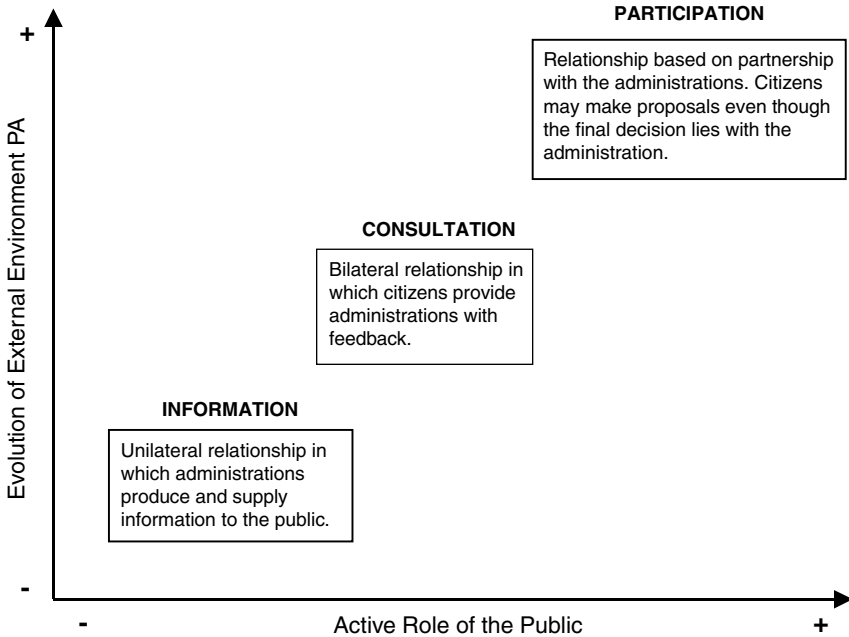 PARTICIPATION
+
Relationship based on partnership
with the administrations. Citizens
may make proposals even though
the final decision lies with the
administration.
Evolution of External Environment PA
CONSULTATION
Bilateral relationship in
which citizens provide
administrations with
feedback.
INFORMATION
Unilateral relationship in
which administrations
produce and supply
information to the public.
-
-
Active Role of the Public
+